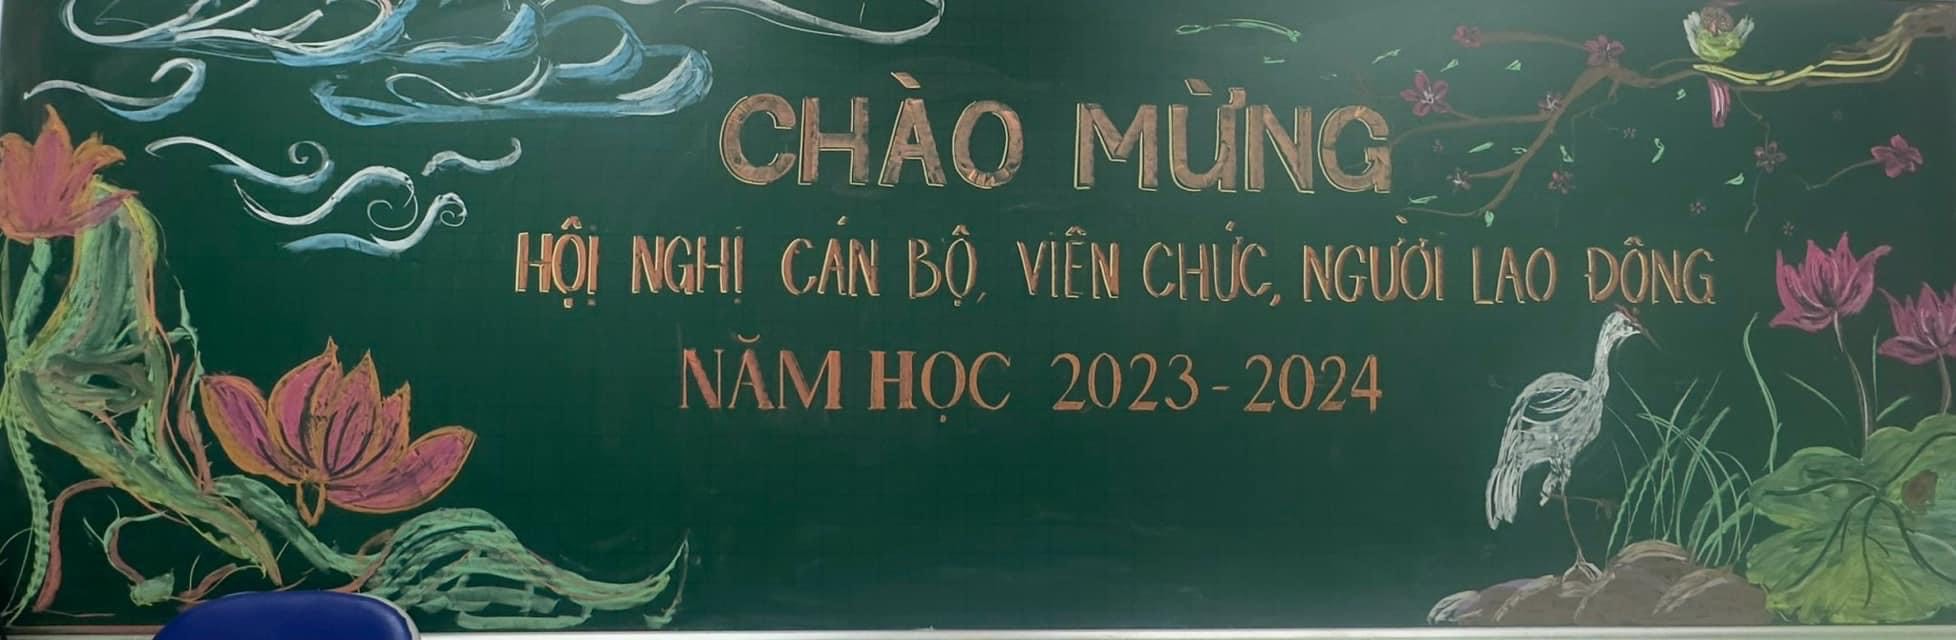 CHÀO MỪNG
HỘI NGHỊ CÁN BỘ, VIÊN CHỨC, NGƯỜI LAO ĐỘNG
NĂM HỌC 2023-2024